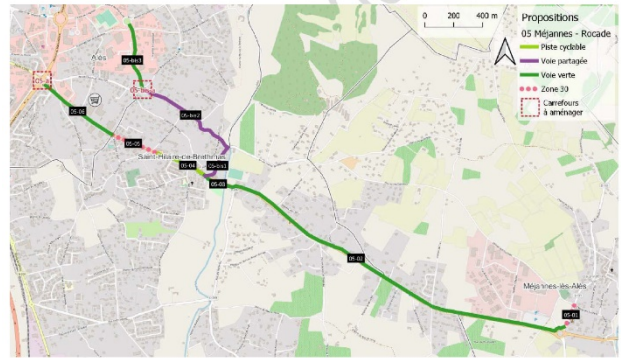 0 200 400 m
Propositions
05 Méjannes - Rocade
Piste cyclable
Voie partagée
Voie verte
Zone 30
Carrefours
à aménager
05-bis3
Alès
05-bis2
05-06
05-05
Saint-Hilaire-de-Brethmas
05-04
05-bis1
05-03
05-02
Méjannes-lès-Alès
05-01